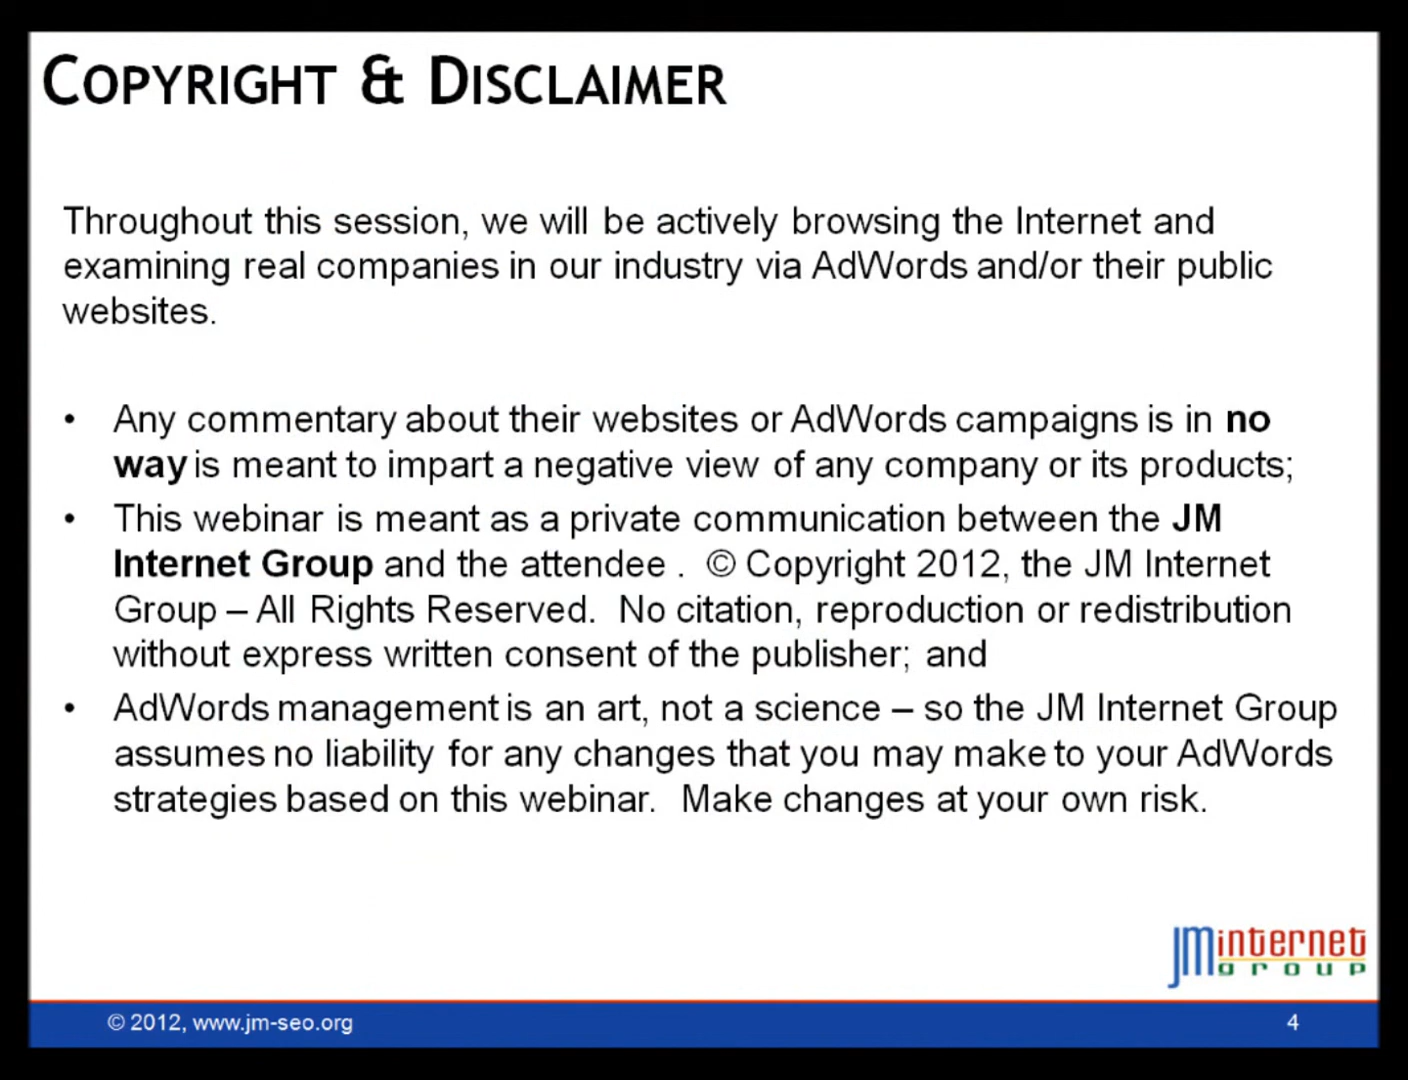 COPYRIGHT & DISCLAIMER
Throughout this session, we will be actively browsing the Internet and
examining real companies in our industry via AdWords and/or their public
websites.
• Any commentary about their websites or AdWords campaigns is in no
way is meant to impart a negative view of any company or its products;
• This webinar is meant as a private communication between the JM
Internet Group and the attendee . © Copyright 2012, the JM Internet
Group – All Rights Reserved. No citation, reproduction or redistribution
without express written consent of the publisher; and
• AdWords management is an art, not a science – so the JM Internet Group
assumes no liability for any changes that you may make to your AdWords
strategies based on this webinar. Make changes at your own risk.
JMinternet
group
© 2012, www.jm-seo.org
4